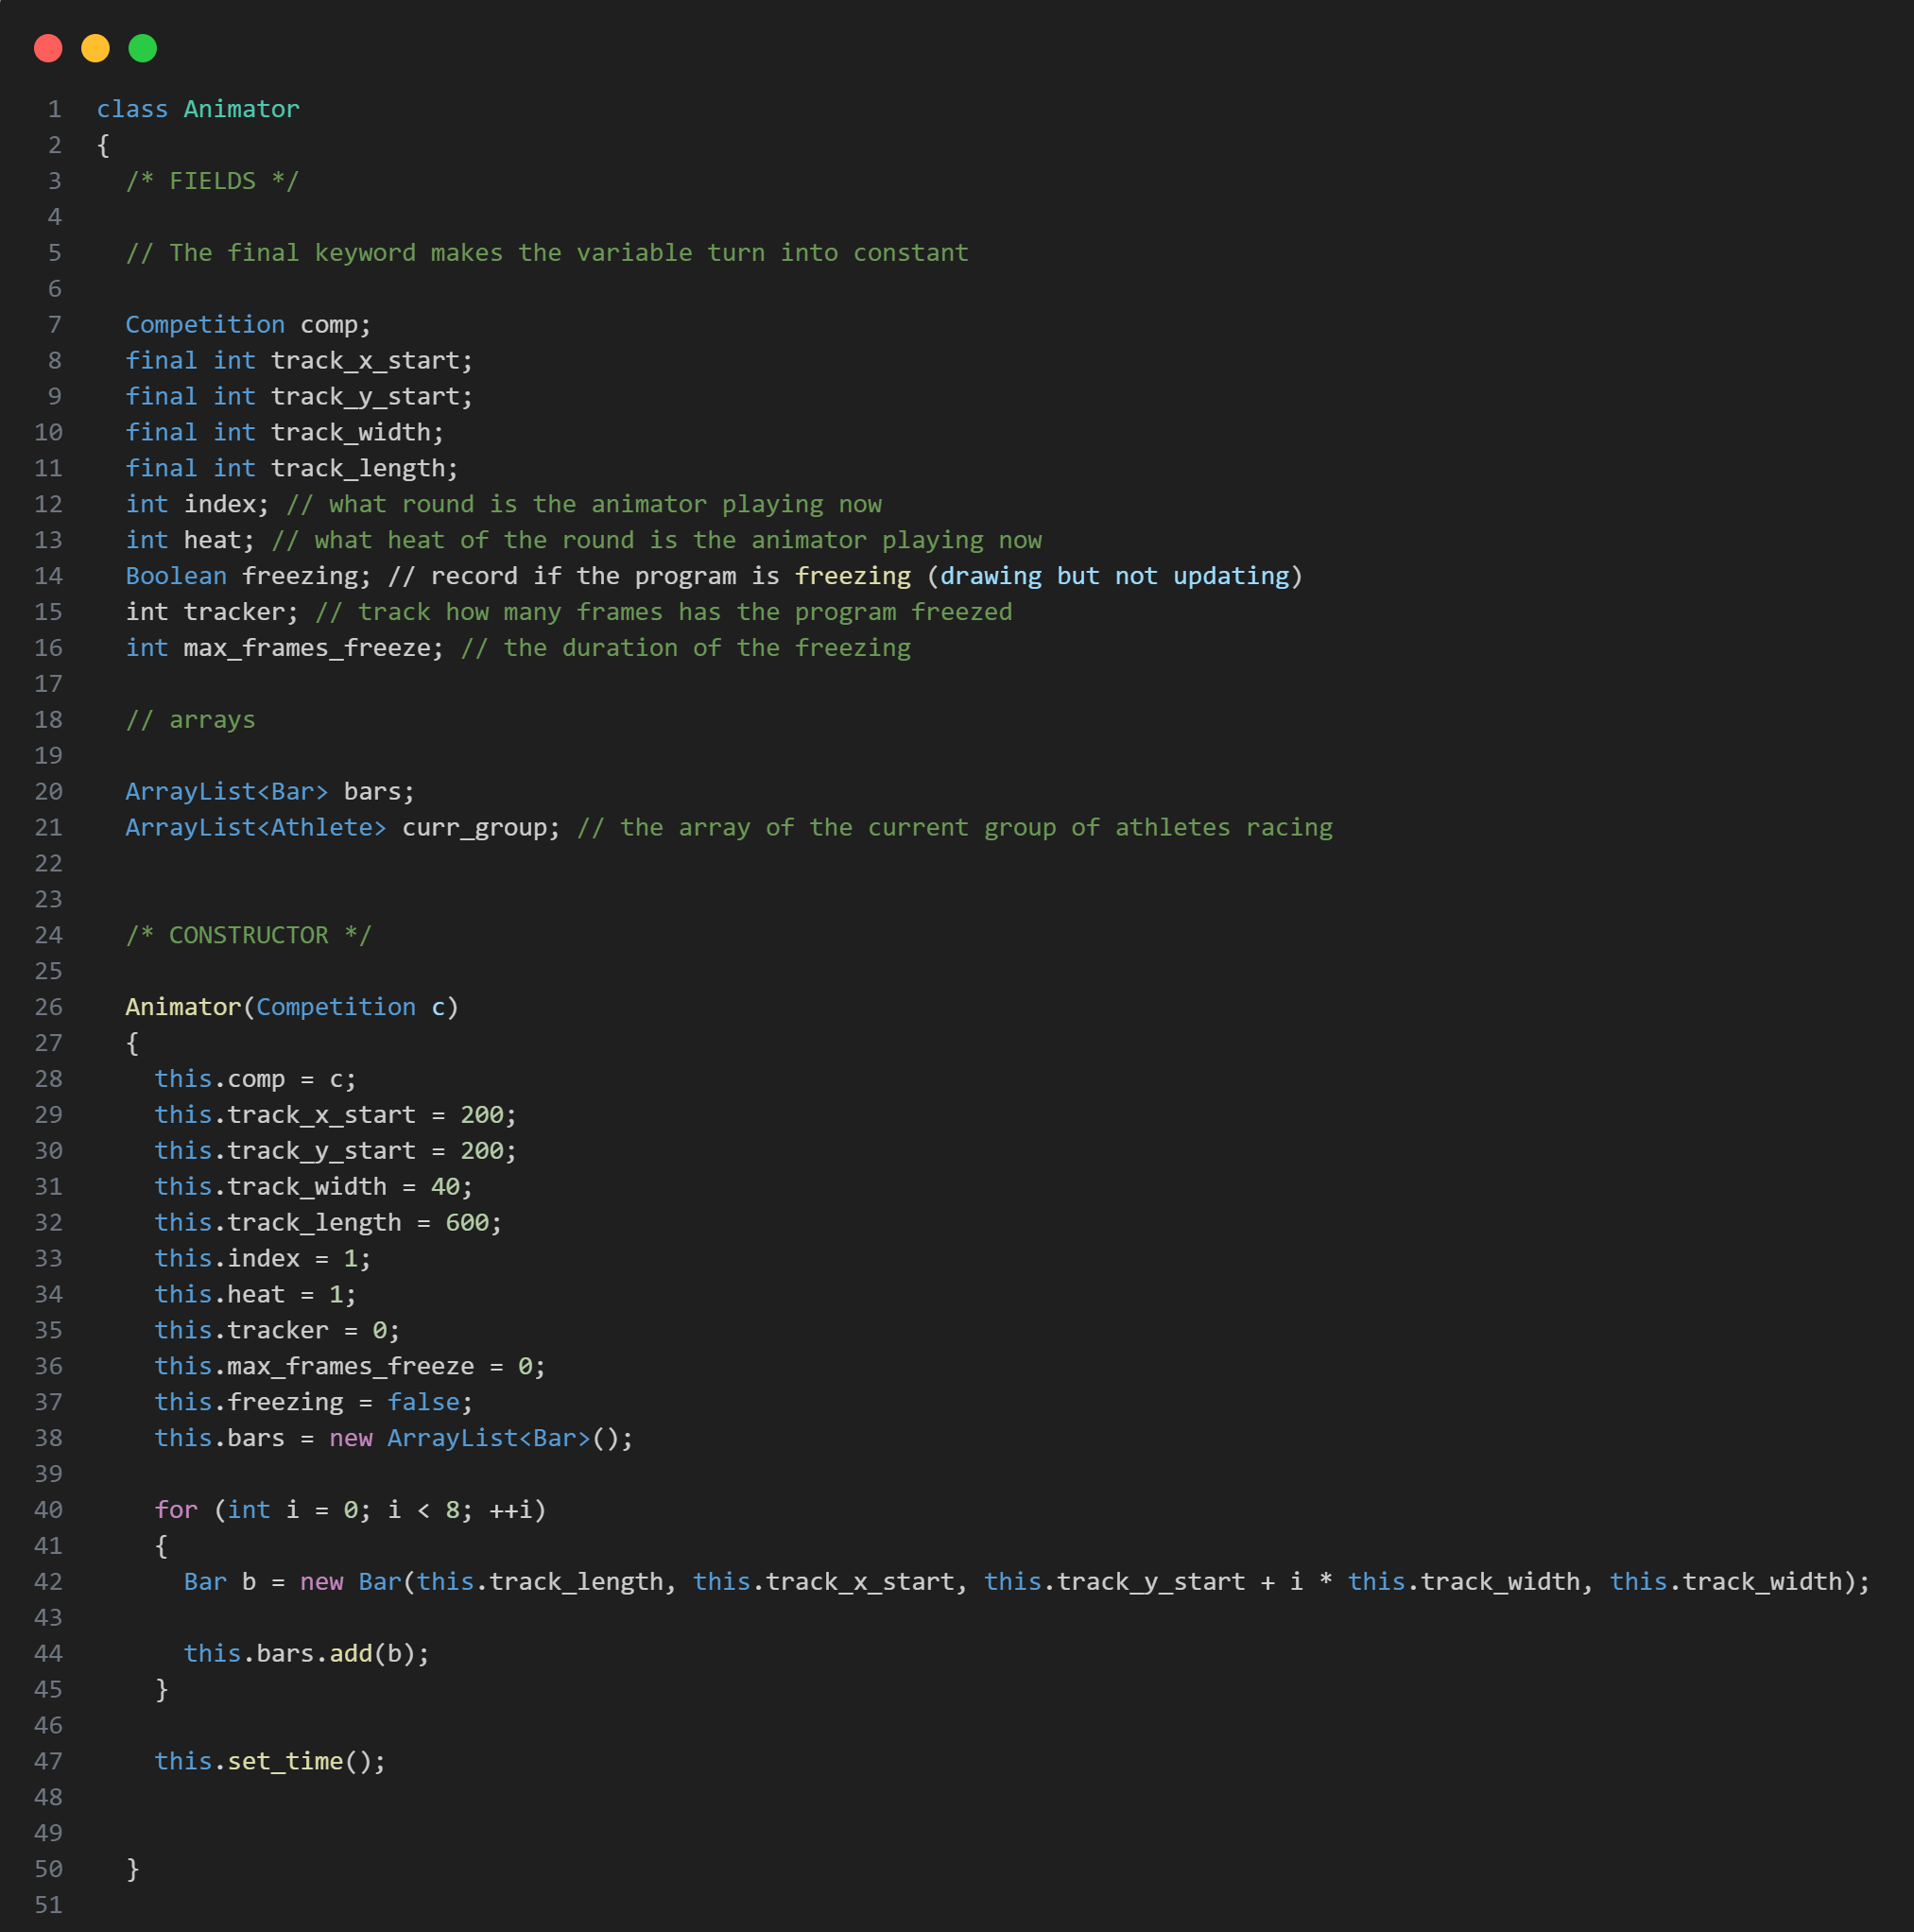 1 class Animator
2 {
3   /* FIELDS */
4
5   // The final keyword makes the variable turn into constant
6
7   Competition comp;
8   final int track_x_start;
9   final int track_y_start;
10   final int track_width;
11   final int track_length;
12   int index; // what round is the animator playing now
13   int heat; // what heat of the round is the animator playing now
14   Boolean freezing; // record if the program is freezing (drawing but not updating)
15   int tracker; // track how many frames has the program freezed
16   int max_frames_freeze; // the duration of the freezing
17
18   // arrays
19
20   ArrayList<Bar> bars;
21   ArrayList<Athlete> curr_group; // the array of the current group of athletes racing
22
23
24   /* CONSTRUCTOR */
25
26   Animator(Competition c)
27   {
28     this.comp = c;
29     this.track_x_start = 200;
30     this.track_y_start = 200;
31     this.track_width = 40;
32     this.track_length = 600;
33     this.index = 1;
34     this.heat = 1;
35     this.tracker = 0;
36     this.max_frames_freeze = 0;
37     this.freezing = false;
38     this.bars = new ArrayList<Bar>();
39
40     for (int i = 0; i < 8; ++i)
41     {
42       Bar b = new Bar(this.track_length, this.track_x_start, this.track_y_start + i * this.track_width, this.track_width);
43
44       this.bars.add(b);
45     }
46
47     this.set_time();
48
49
50   }
51